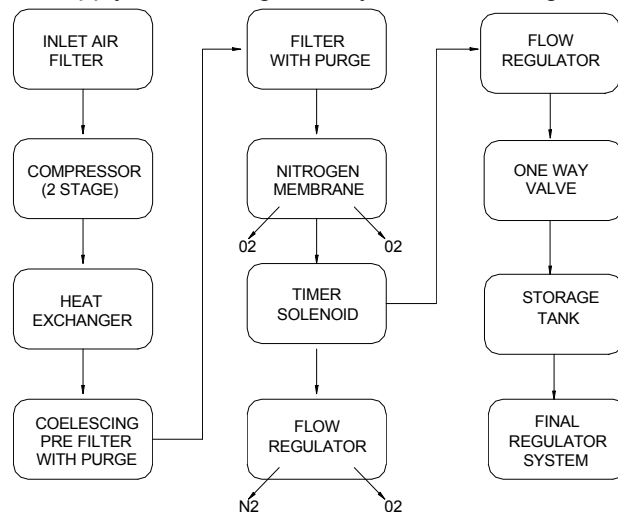 INLET AIR
FILTER
COMPRESSOR
(2 STAGE)
HEAT
EXCHANGER
COELESCING
PRE FILTER
WITH PURGE
FILTER
WITH PURGE
NITROGEN
MEMBRANE
02
02
TIMER
SOLENOID
FLOW
REGULATOR
N2
02
FLOW
REGULATOR
ONE WAY
VALVE
STORAGE
TANK
FINAL
REGULATOR
SYSTEM